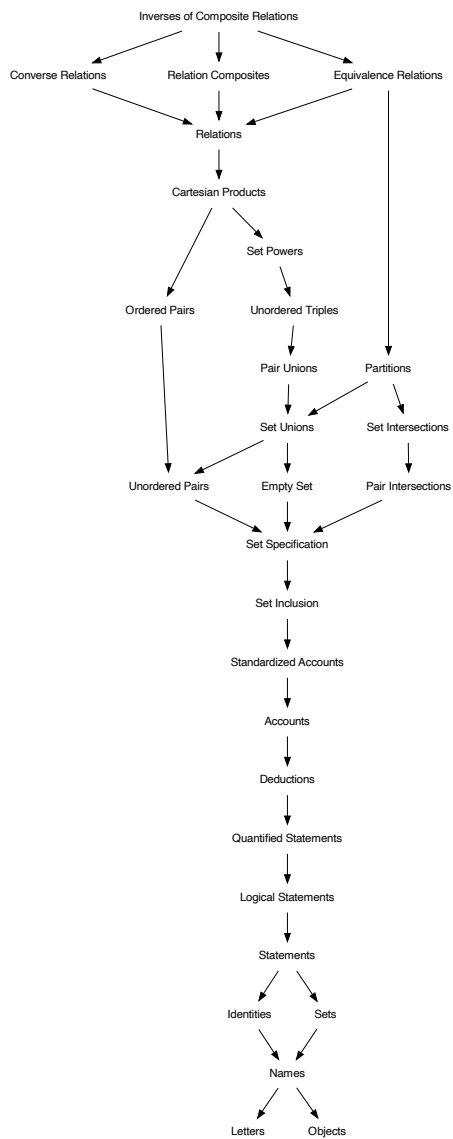 Inverses of Composite Relations
Converse Relations
Relation Composites
Equivalence Relations
Relations
Cartesian Products
Set Powers
Ordered Pairs
Unordered Triples
Pair Unions
Partitions
Set Unions
Set Intersections
Unordered Pairs
Empty Set
Pair Intersections
Set Specification
Set Inclusion
Standardized Accounts
Accounts
Deductions
Quantified Statements
Logical Statements
Statements
Identities
Sets
Names
Letters
Objects